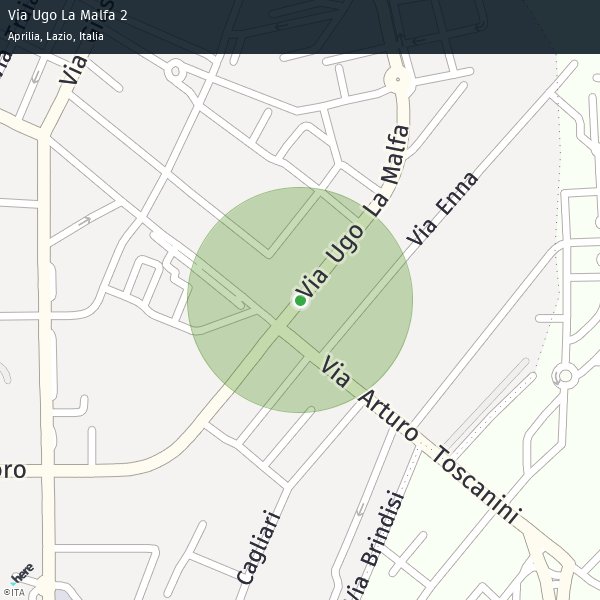 Via Ugo La Malfa 2
Aprilia, Lazio, Italia
Via
Via Ugo La Malfa
Via Enna
Via Arturo Toscanini
oro
Cagliari
Via Brindisi
here
©ITA